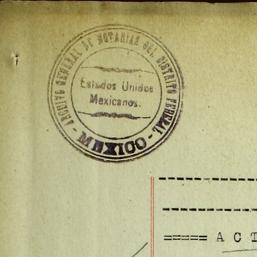 ARCHIVO GENERAL DE NOTARIAS DEL DISTRITO FEDERAL
Estados Unidos
Mexicanos.
MEXICO
===== ACT